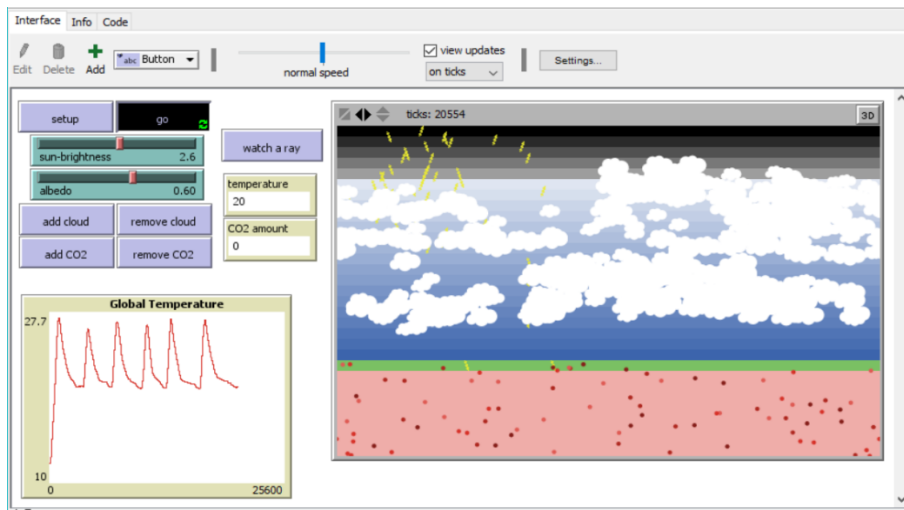 Interface Info Code
Edit Delete Add abc Button normal speed view updates on ticks Settings...
setup go
sun-brightness 2.6
albedo 0.60
add cloud remove cloud
add CO2 remove CO2
watch a ray
temperature
20
CO2 amount
0
Global Temperature
27.7
10
0 25600
ticks: 20554 3D